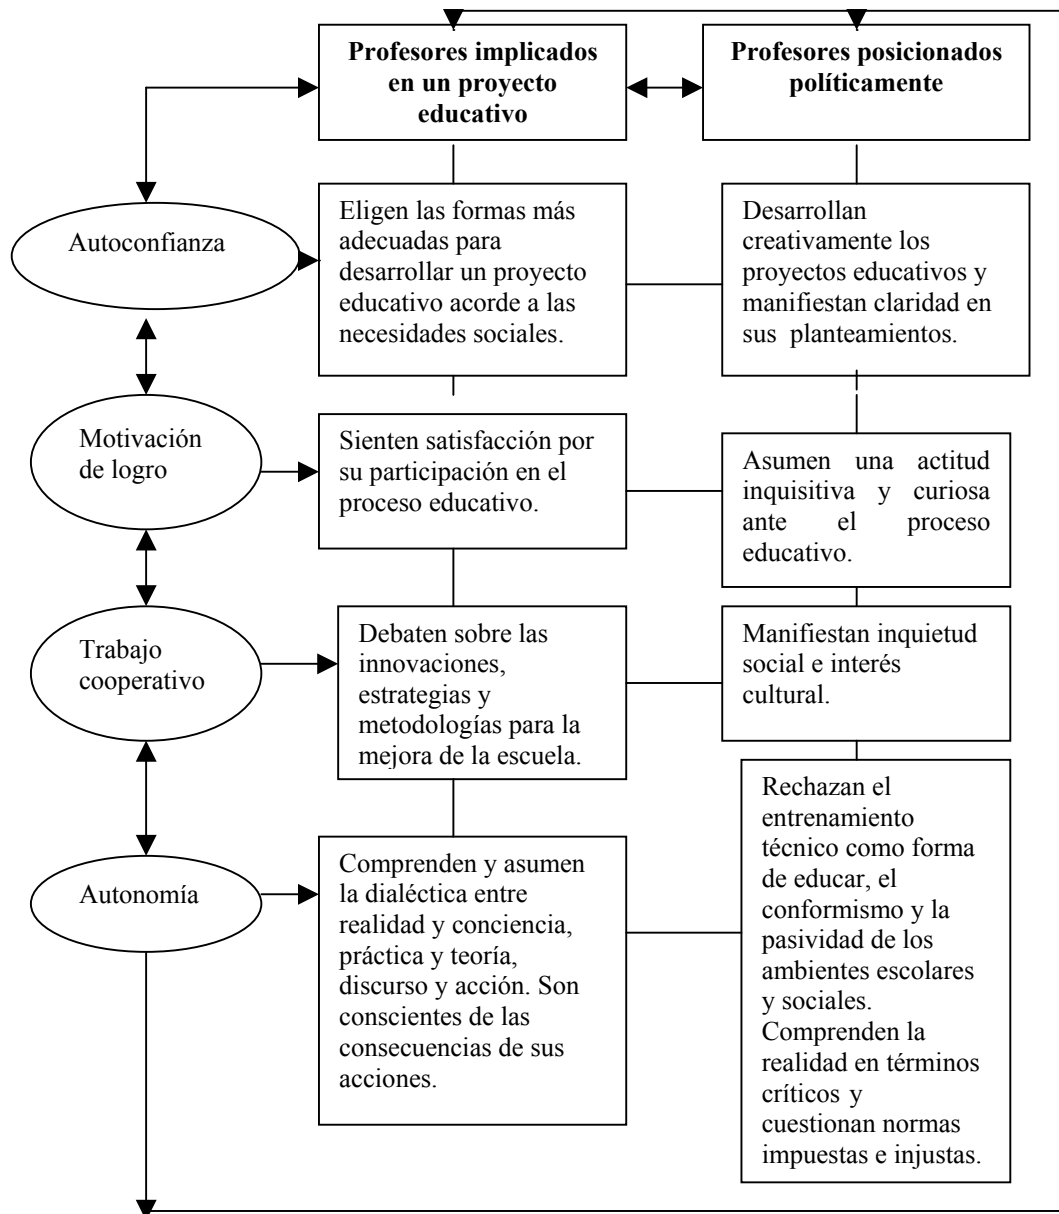 Profesores implicados
en un proyecto
educativo
Profesores posicionados
políticamente
Autoconfianza
Eligen las formas más
adecuadas para
desarrollar un proyecto
educativo acorde a las
necesidades sociales.
Desarrollan
creativamente los
proyectos educativos y
manifiestan claridad en
sus planteamientos.
Motivación
de logro
Sienten satisfacción por
su participación en el
proceso educativo.
Asumen una actitud
inquisitiva y curiosa
ante el proceso
educativo.
Trabajo
cooperativo
Debaten sobre las
innovaciones,
estrategias y
metodologías para la
mejora de la escuela.
Manifiestan inquietud
social e interés
cultural.
Autonomía
Comprenden y asumen
la dialéctica entre
realidad y conciencia,
práctica y teoría,
discurso y acción. Son
conscientes de las
consecuencias de sus
acciones.
Rechazan el
entrenamiento
técnico como forma
de educar, el
conformismo y la
pasividad de los
ambientes escolares
y sociales.
Comprenden la
realidad en términos
críticos y
cuestionan normas
impuestas e injustas.